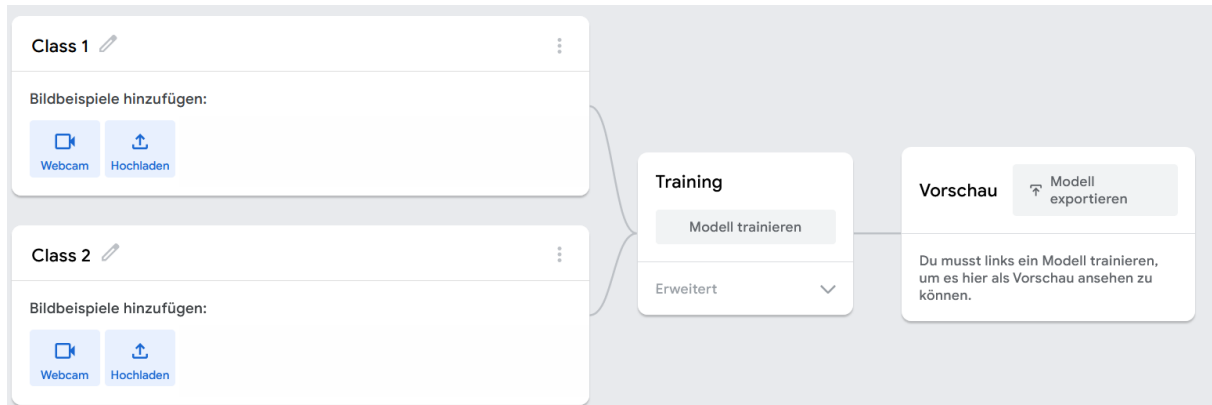 Class 1
Bildbeispiele hinzufügen:
Webcam
Hochladen
Class 2
Bildbeispiele hinzufügen:
Webcam
Hochladen
Training
Modell trainieren
Erweitert
Vorschau
Modell
exportieren
Du musst links ein Modell trainieren,
um es hier als Vorschau ansehen zu
können.